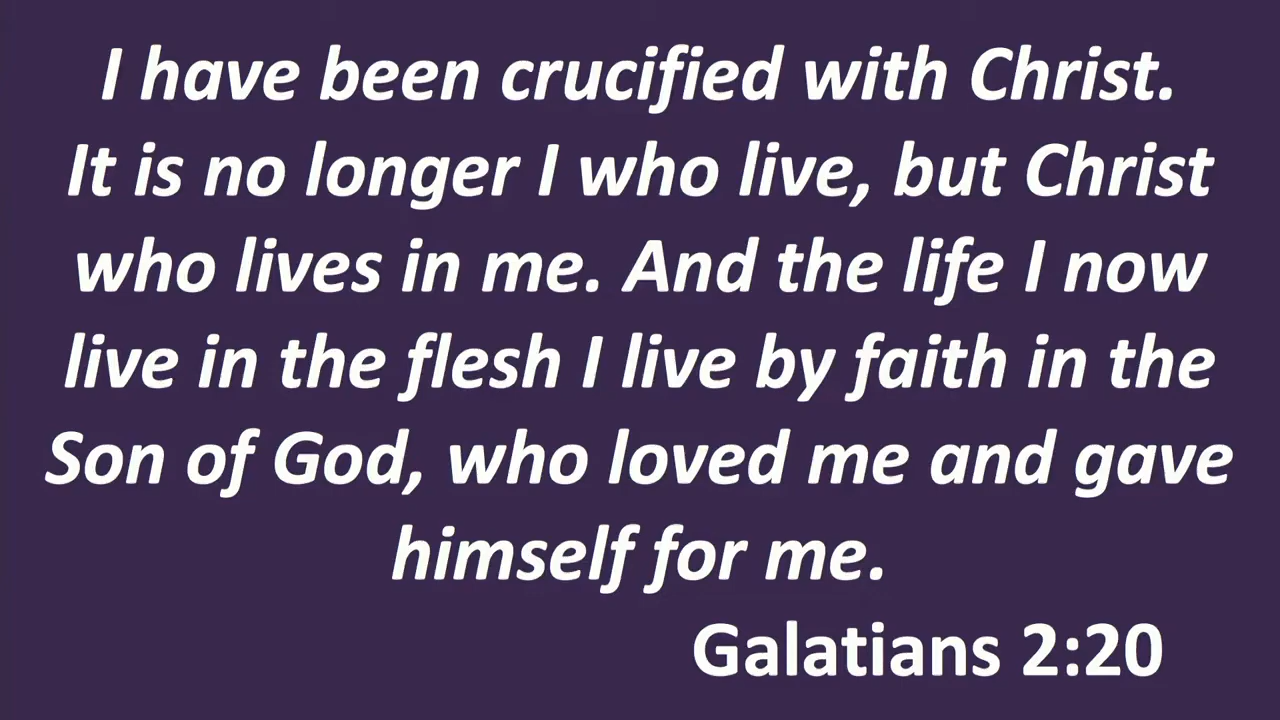 I have been crucified with Christ.
It is no longer I who live, but Christ
who lives in me. And the life I now
live in the flesh I live by faith in the
Son of God, who loved me and gave
himself for me.
Galatians 2:20